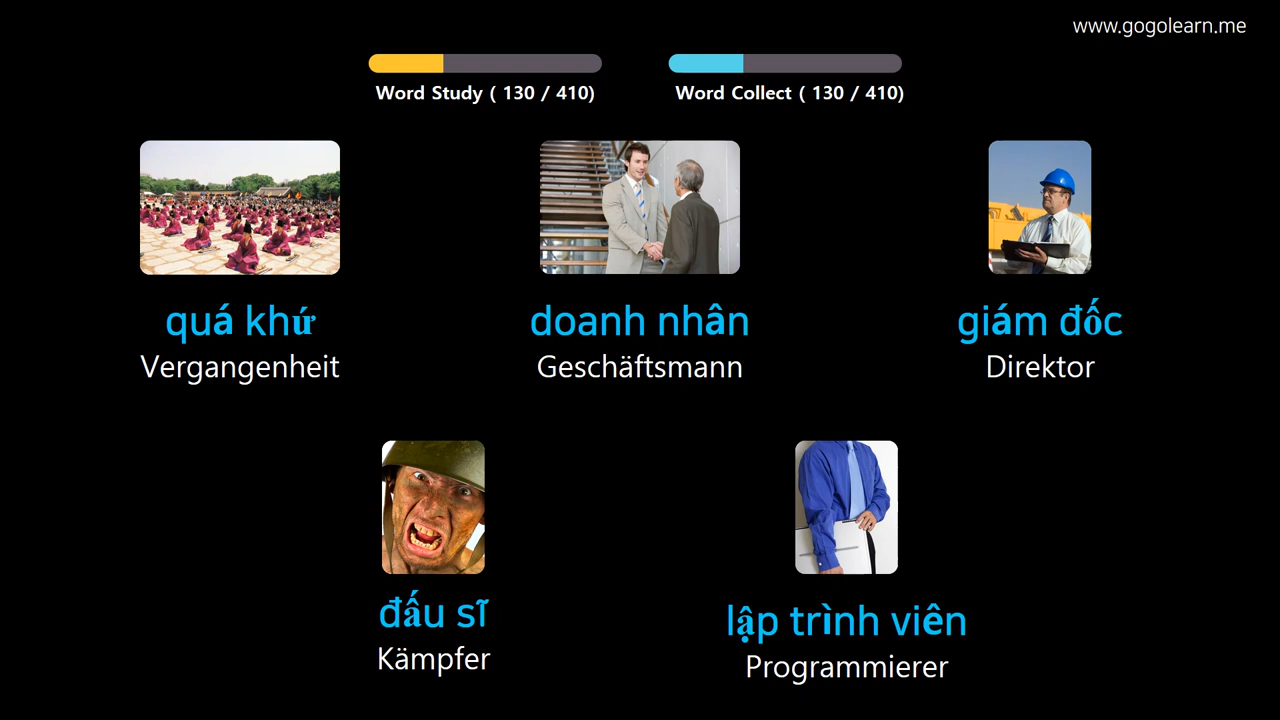 www.gogolearn.me
Word Study ( 130 / 410)
Word Collect ( 130 / 410)
quá khứ
Vergangenheit
doanh nhân
Geschäftsmann
giám đốc
Direktor
đấu sĩ
Kämpfer
lập trình viên
Programmierer